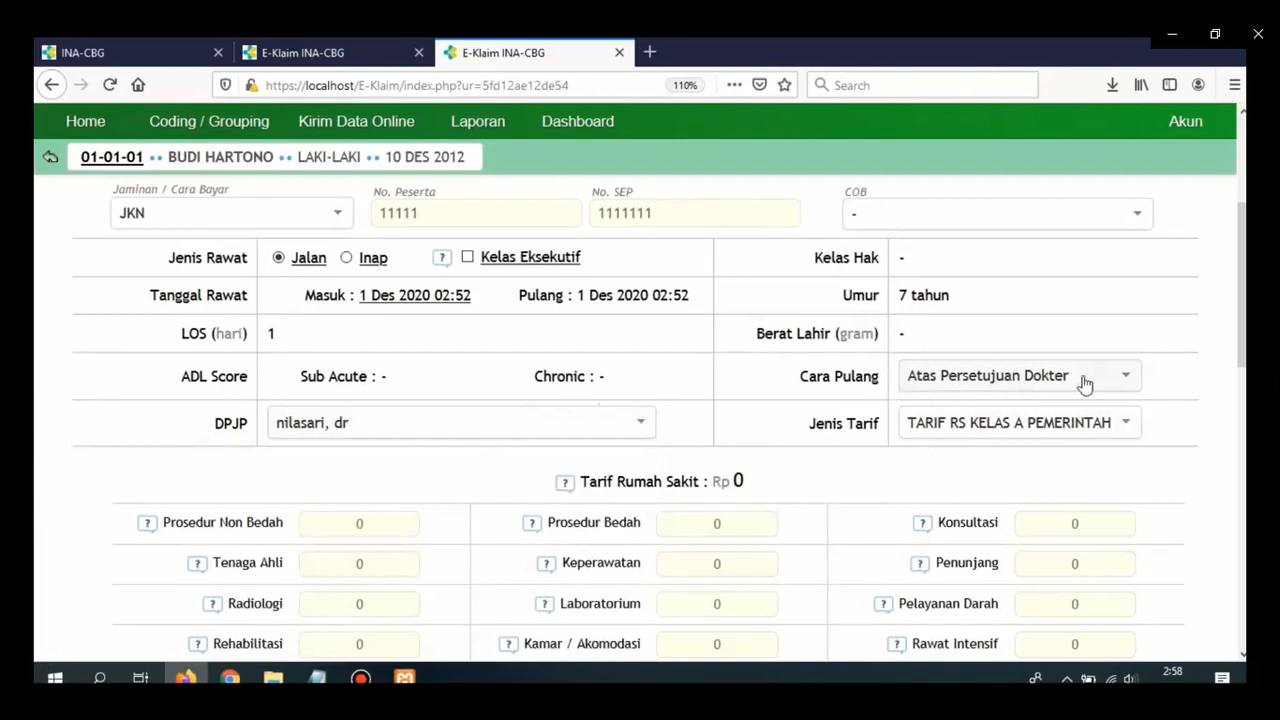 INA-CBG E-Klaim INA-CBG E-Klaim INA-CBG
https://localhost/E-Klaim/index.php?ur=5fd12ae12de54 110% Search
Home Coding / Grouping Kirim Data Online Laporan Dashboard Akun
01-01-01 •• BUDI HARTONO •• LAKI-LAKI •• 10 DES 2012
Jaminan / Cara Bayar No. Peserta No. SEP COB
JKN 11111 1111111 -
Jenis Rawat Jalan Inap ? Kelas Eksekutif Kelas Hak -
Tanggal Rawat Masuk : 1 Des 2020 02:52 Pulang : 1 Des 2020 02:52 Umur 7 tahun
LOS (hari) 1 Berat Lahir (gram) -
ADL Score Sub Acute : - Chronic : - Cara Pulang Atas Persetujuan Dokter
DPJP nilasari, dr Jenis Tarif TARIF RS KELAS A PEMERINTAH
? Tarif Rumah Sakit : Rp 0
? Prosedur Non Bedah 0 ? Prosedur Bedah 0 ? Konsultasi 0
? Tenaga Ahli 0 ? Keperawatan 0 ? Penunjang 0
? Radiologi 0 ? Laboratorium 0 ? Pelayanan Darah 0
? Rehabilitasi 0 ? Kamar / Akomodasi 0 ? Rawat Intensif 0
2:58